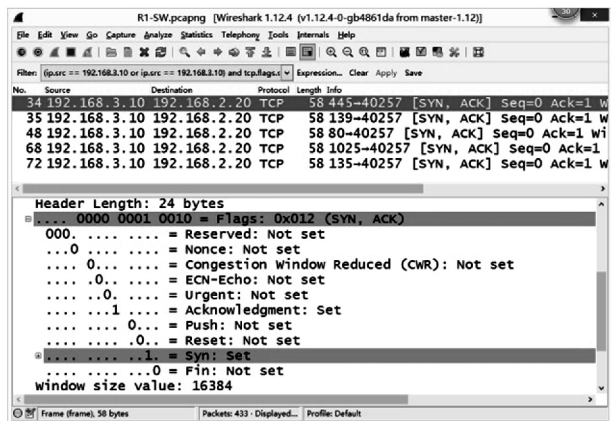 R1-SW.pcapng [Wireshark 1.12.4 (v1.12.4-0-gb4861da from master-1.12)]
30
File Edit View Go Capture Analyze Statistics Telephony Tools Internals Help
Filter: (ip.src == 192.168.3.10 or ip.src == 192.168.3.10) and tcp.flags.s Expression... Clear Apply Save
No. Source Destination Protocol Length Info
34 192.168.3.10 192.168.2.20 TCP 58 445→40257 [SYN, ACK] Seq=0 Ack=1 W
35 192.168.3.10 192.168.2.20 TCP 58 139→40257 [SYN, ACK] Seq=0 Ack=1 W
48 192.168.3.10 192.168.2.20 TCP 58 80→40257 [SYN, ACK] Seq=0 Ack=1 Wi
68 192.168.3.10 192.168.2.20 TCP 58 1025→40257 [SYN, ACK] Seq=0 Ack=1
72 192.168.3.10 192.168.2.20 TCP 58 135→40257 [SYN, ACK] Seq=0 Ack=1 W
Header Length: 24 bytes
.... 0000 0001 0010 = Flags: 0x012 (SYN, ACK)
000. .... .... = Reserved: Not set
...0 .... .... = Nonce: Not set
.... 0... .... = Congestion Window Reduced (CWR): Not set
.... .0.. .... = ECN-Echo: Not set
.... ..0. .... = Urgent: Not set
.... ...1 .... = Acknowledgment: Set
.... .... 0... = Push: Not set
.... .... .0.. = Reset: Not set
.... .... ..1. = Syn: Set
.... .... ...0 = Fin: Not set
Window size value: 16384
Frame (frame), 58 bytes Packets: 433 · Displayed... Profile: Default